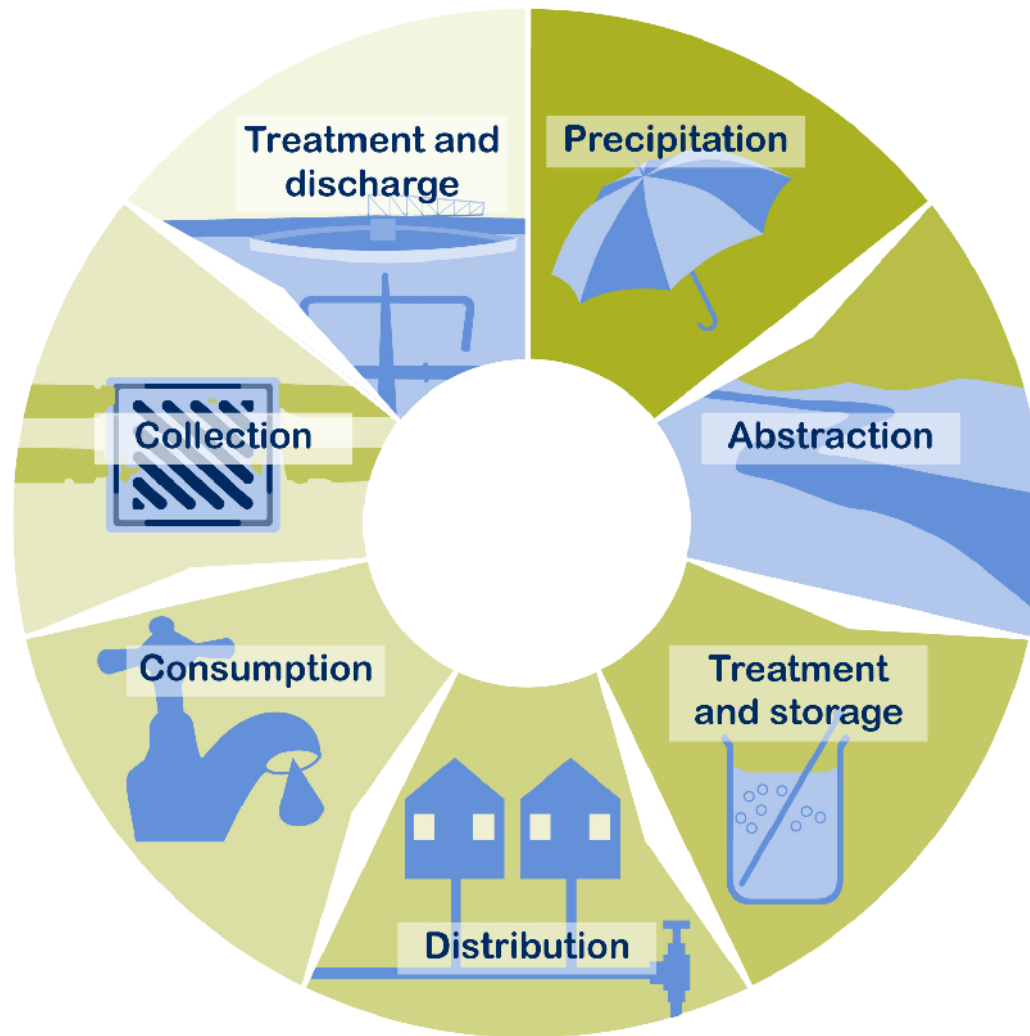 Precipitation
Abstraction
Treatment
and storage
Distribution
Consumption
Collection
Treatment and
discharge